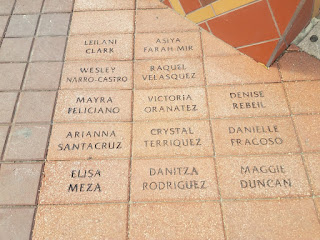 LEILANI
CLARK
ASIYA
FARAH-MIR
WESLEY
NARRO-CASTRO
RAQUEL
VELASQUEZ
MAYRA
FELICIANO
VICTORIA
ORANATEZ
DENISE
REBEIL
ARIANNA
SANTACRUZ
CRYSTAL
TERRIQUEZ
DANIELLE
FRACOSO
ELISA
MEZA
DANITZA
RODRIGUEZ
MAGGIE
DUNCAN